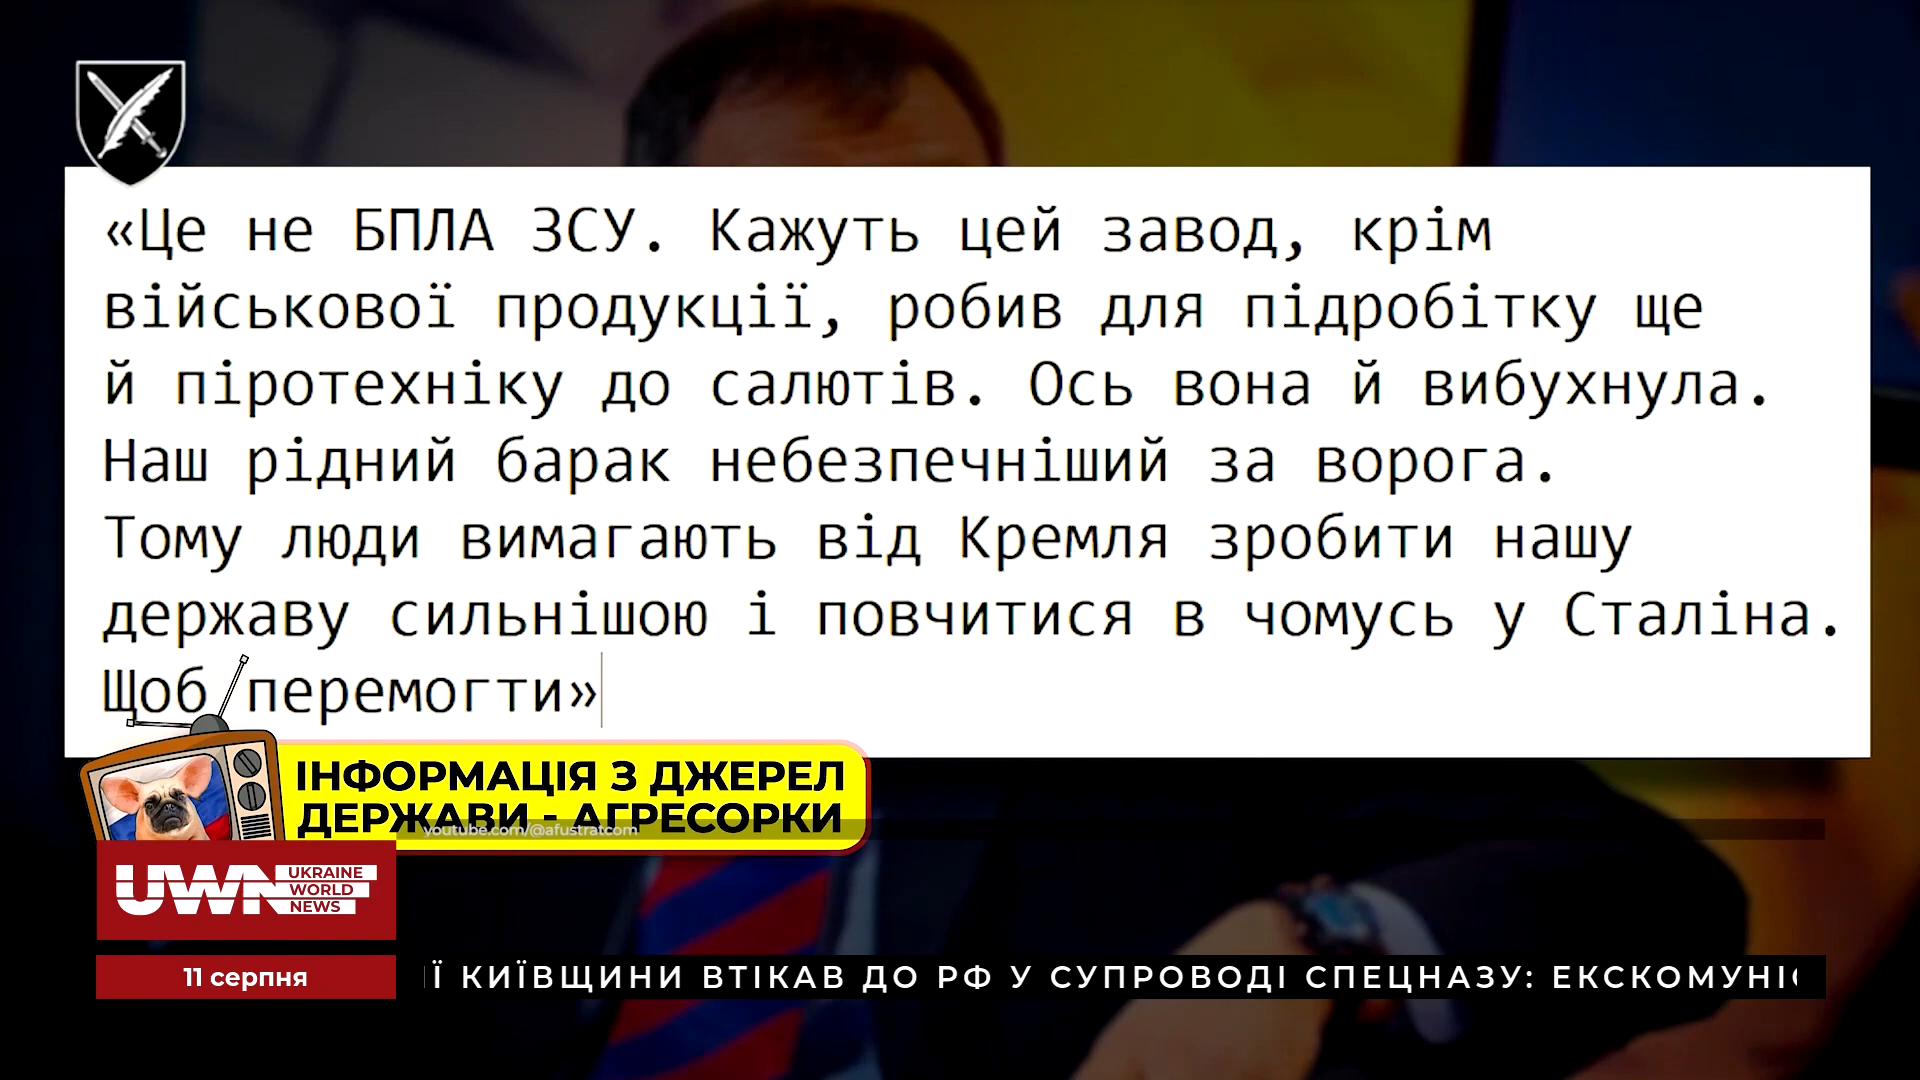 «Це не БПЛА ЗСУ. Кажуть цей завод, крім
військової продукції, робив для підробітку ще
й піротехніку до салютів. Ось вона й вибухнула.
Наш рідний барак небезпечніший за ворога.
Тому люди вимагають від Кремля зробити нашу
державу сильнішою і повчитися в чомусь у Сталіна.
Щоб перемогти»
ІНФОРМАЦІЯ З ДЖЕРЕЛ
ДЕРЖАВИ - АГРЕСОРКИ
youtube.com/@afustratcom
UWN UKRAINE
WORLD
NEWS
11 серпня
Ї КИЇВЩИНИ ВТІКАВ ДО РФ У СУПРОВОДІ СПЕЦНАЗУ: